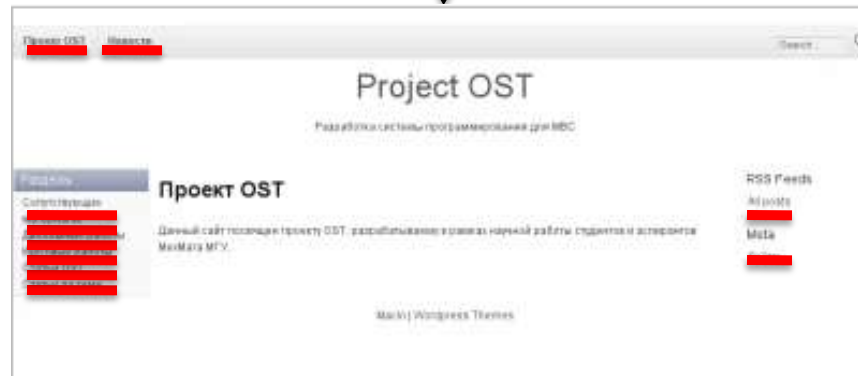 Проект OST Новости
Search
Project OST
Разработка системы программирования для МВС
Разделы
Сопутствующие
RSS Feeds
All posts
Meta
Проект OST
Данный сайт посвящен проекту OST, разрабатываемому в рамках научной работы студентов и аспирантов
МехМата МГУ.
Wordpress Themes